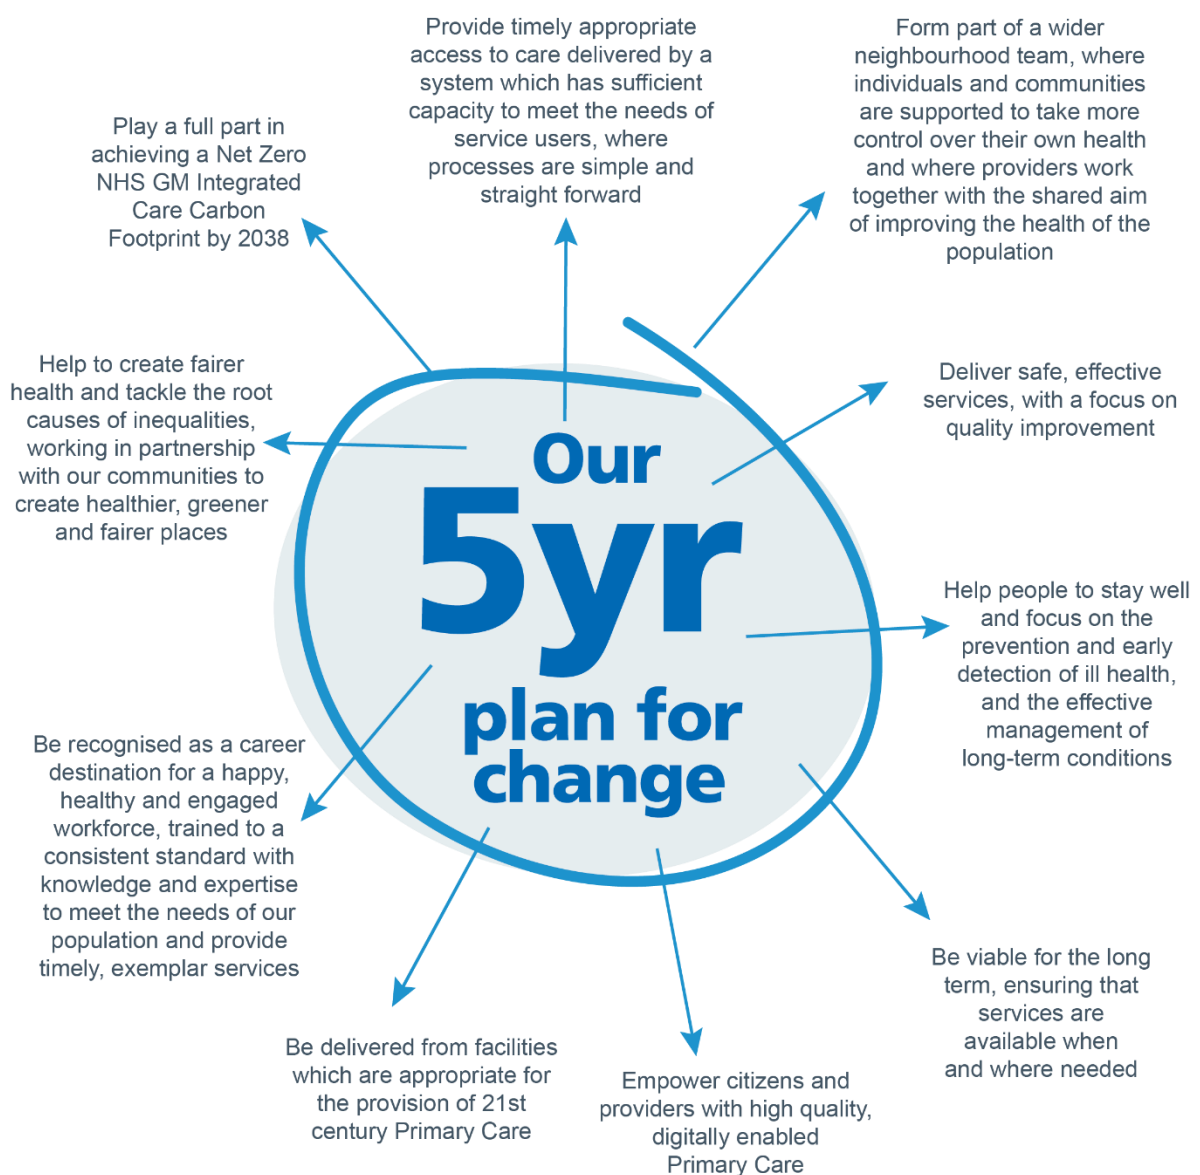 Provide timely appropriate
access to care delivered by a
system which has sufficient
capacity to meet the needs of
service users, where
processes are simple and
straight forward
Form part of a wider
neighbourhood team, where
individuals and communities
are supported to take more
control over their own health
and where providers work
together with the shared aim
of improving the health of the
population
Play a full part in
achieving a Net Zero
NHS GM Integrated
Care Carbon
Footprint by 2038
Help to create fairer
health and tackle the root
causes of inequalities,
working in partnership
with our communities to
create healthier, greener
and fairer places
Deliver safe, effective
services, with a focus on
quality improvement
Our
5yr
plan for
change
Help people to stay well
and focus on the
prevention and early
detection of ill health,
and the effective
management of
long-term conditions
Be recognised as a career
destination for a happy,
healthy and engaged
workforce, trained to a
consistent standard with
knowledge and expertise
to meet the needs of our
population and provide
timely, exemplar services
Be viable for the long
term, ensuring that
services are
available when
and where needed
Be delivered from facilities
which are appropriate for
the provision of 21st
century Primary Care
Empower citizens and
providers with high quality,
digitally enabled
Primary Care